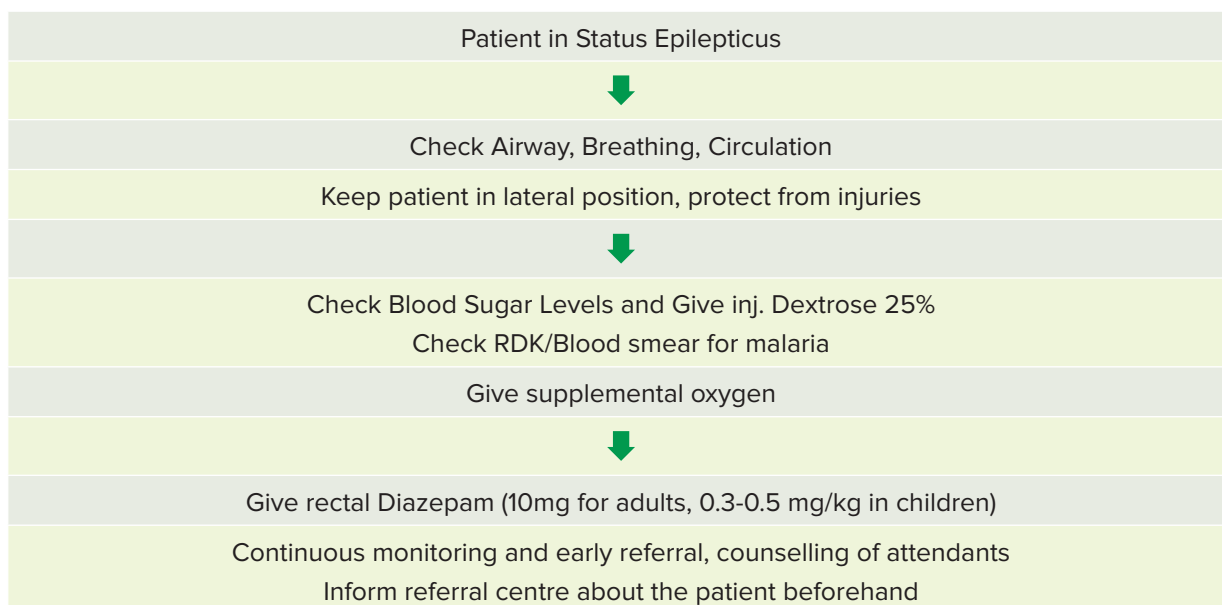 Patient in Status Epilepticus
Check Airway, Breathing, Circulation
Keep patient in lateral position, protect from injuries
Check Blood Sugar Levels and Give inj. Dextrose 25%
Check RDK/Blood smear for malaria
Give supplemental oxygen
Give rectal Diazepam (10mg for adults, 0.3-0.5 mg/kg in children)
Continuous monitoring and early referral, counselling of attendants
Inform referral centre about the patient beforehand